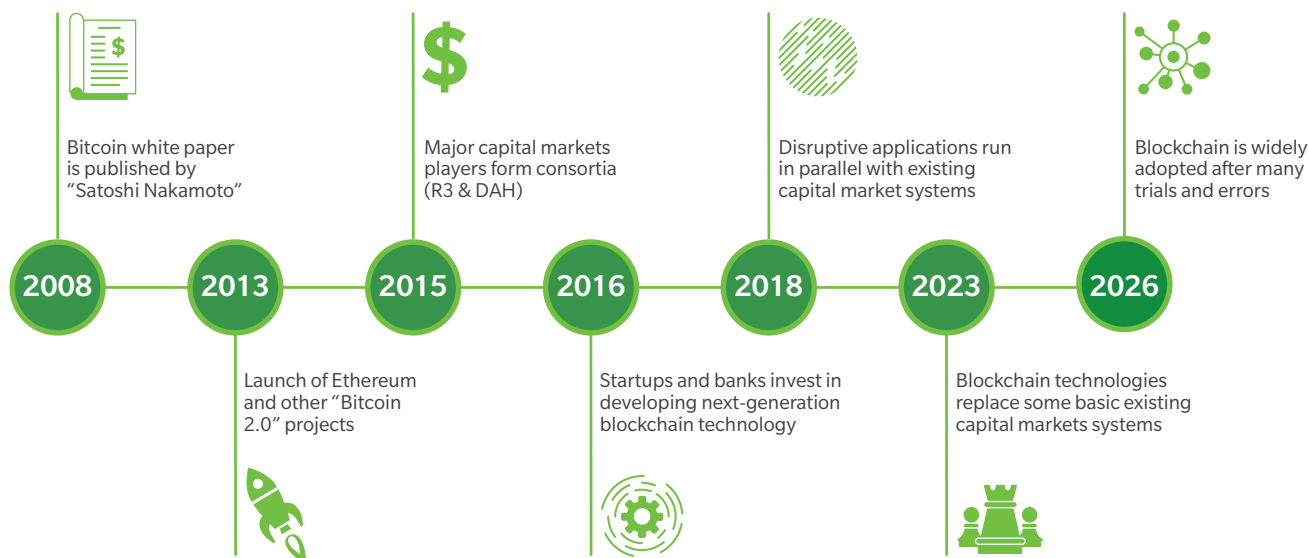 $
Bitcoin white paper
is published by
“Satoshi Nakamoto”
$
Major capital markets
players form consortia
(R3 & DAH)
Disruptive applications run
in parallel with existing
capital market systems
Blockchain is widely
adopted after many
trials and errors
2008
2013
2015
2016
2018
2023
2026
Launch of Ethereum
and other “Bitcoin
2.0” projects
Startups and banks invest in
developing next-generation
blockchain technology
Blockchain technologies
replace some basic existing
capital markets systems